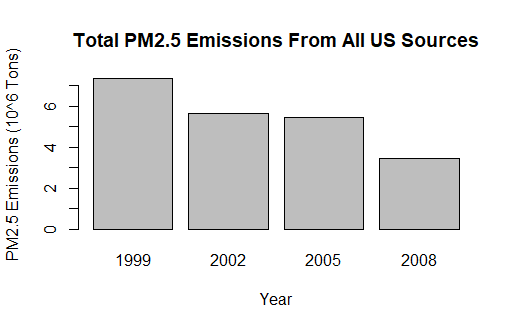 Total PM2.5 Emissions From All US Sources
PM2.5 Emissions (10^6 Tons)
6
4
2
0
1999 2002 2005 2008
Year